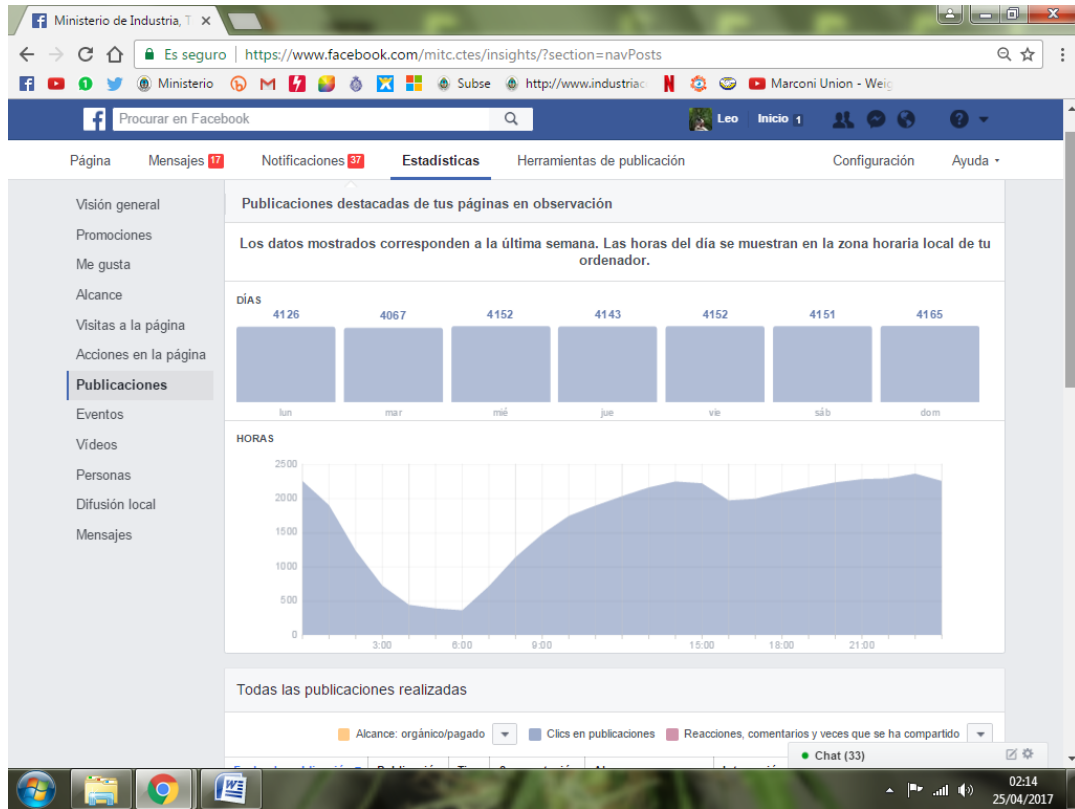 Ministerio de Industria, T
Es seguro https://www.facebook.com/mitc.ctes/insights/?section=navPosts
Ministerio Subse http://www.industriac Marconi Union - Weig
Procurar en Facebook Leo Inicio 1
Página Mensajes 17 Notificaciones 37 Estadísticas Herramientas de publicación Configuración Ayuda
Visión general
Promociones
Me gusta
Alcance
Visitas a la página
Acciones en la página
Publicaciones
Eventos
Vídeos
Personas
Difusión local
Mensajes
Publicaciones destacadas de tus páginas en observación
Los datos mostrados corresponden a la última semana. Las horas del día se muestran en la zona horaria local de tu
ordenador.
DÍAS
4126 4067 4152 4143 4152 4151 4165
lun mar mié jue vie sáb dom
HORAS
2500
2000
1500
1000
500
0
3:00 6:00 9:00 15:00 18:00 21:00
Todas las publicaciones realizadas
Alcance: orgánico/pagado Clics en publicaciones Reacciones, comentarios y veces que se ha compartido
Chat (33)
02:14
25/04/2017